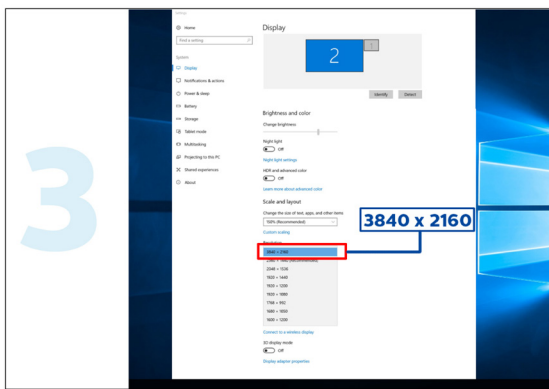 3
Home
Find a setting
System
Display
Notifications & actions
Power & sleep
Battery
Storage
Tablet mode
Multitasking
Projecting to this PC
Shared experiences
About
Display
2
1
Identify
Detect
Brightness and color
Change brightness
Night light
Off
Night light settings
HDR and advanced color
Off
Learn more about advanced color
Scale and layout
Change the size of text, apps, and other items
100% (Recommended)
Custom scaling
Resolution
3840 × 2160
2048 × 1536
1920 × 1440
1920 × 1200
1920 × 1080
1680 × 1050
1600 × 1200
Connect to a wireless display
3D display mode
Off
Display adapter properties
3840 x 2160